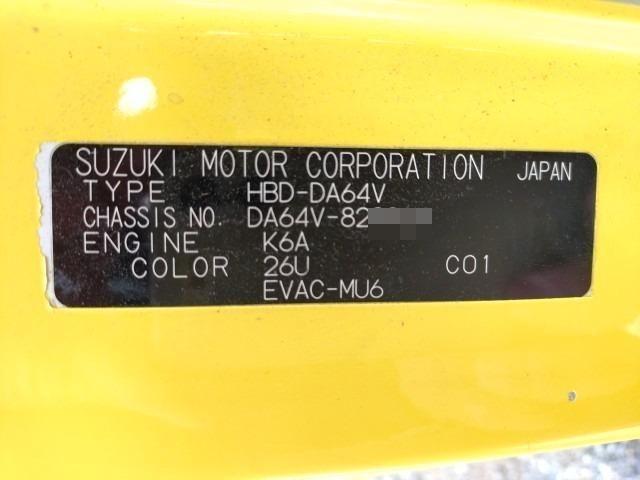 SUZUKI MOTOR CORPORATION JAPAN
TYPE HBD-DA64V
CHASSIS NO. DA64V-82
ENGINE K6A
COLOR 26U C01
EVAC-MU6